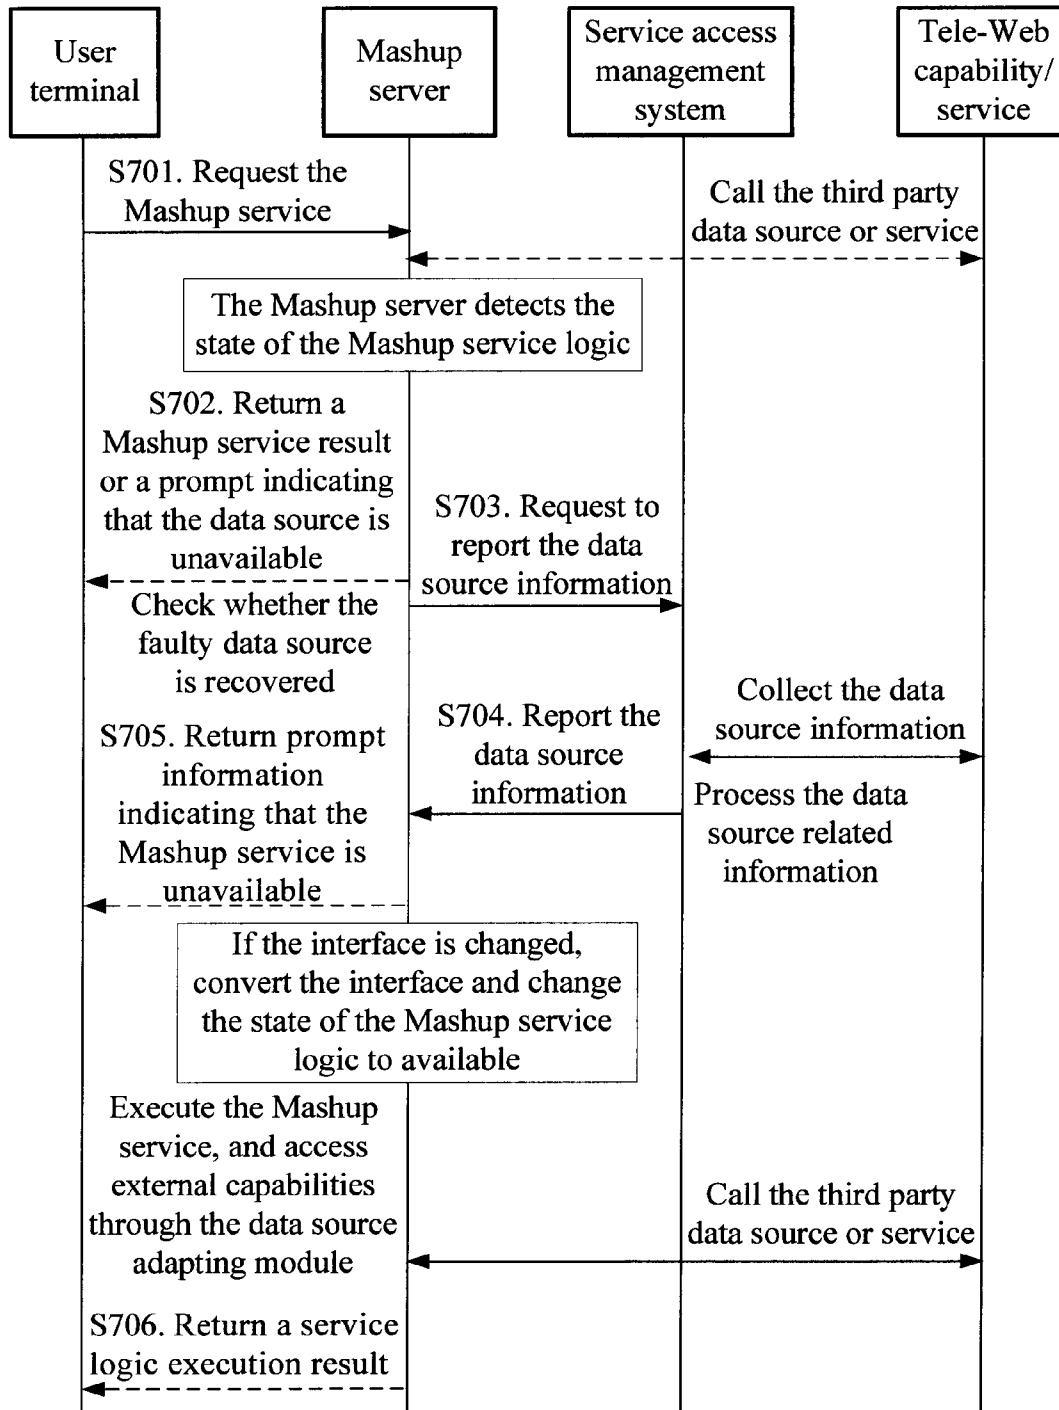 User
terminal
Mashup
server
Service access
management
system
Tele-Web
capability/
service
S701. Request the
Mashup service
Call the third party
data source or service
The Mashup server detects the
state of the Mashup service logic
S702. Return a
Mashup service result
or a prompt indicating
that the data source is
unavailable
S703. Request to
report the data
source information
Check whether the
faulty data source
is recovered
Collect the data
source information
S704. Report the
data source
information
S705. Return prompt
information
indicating that the
Mashup service is
unavailable
Process the data
source related
information
If the interface is changed,
convert the interface and change
the state of the Mashup service
logic to available
Execute the Mashup
service, and access
external capabilities
through the data source
adapting module
Call the third party
data source or service
S706. Return a service
logic execution result